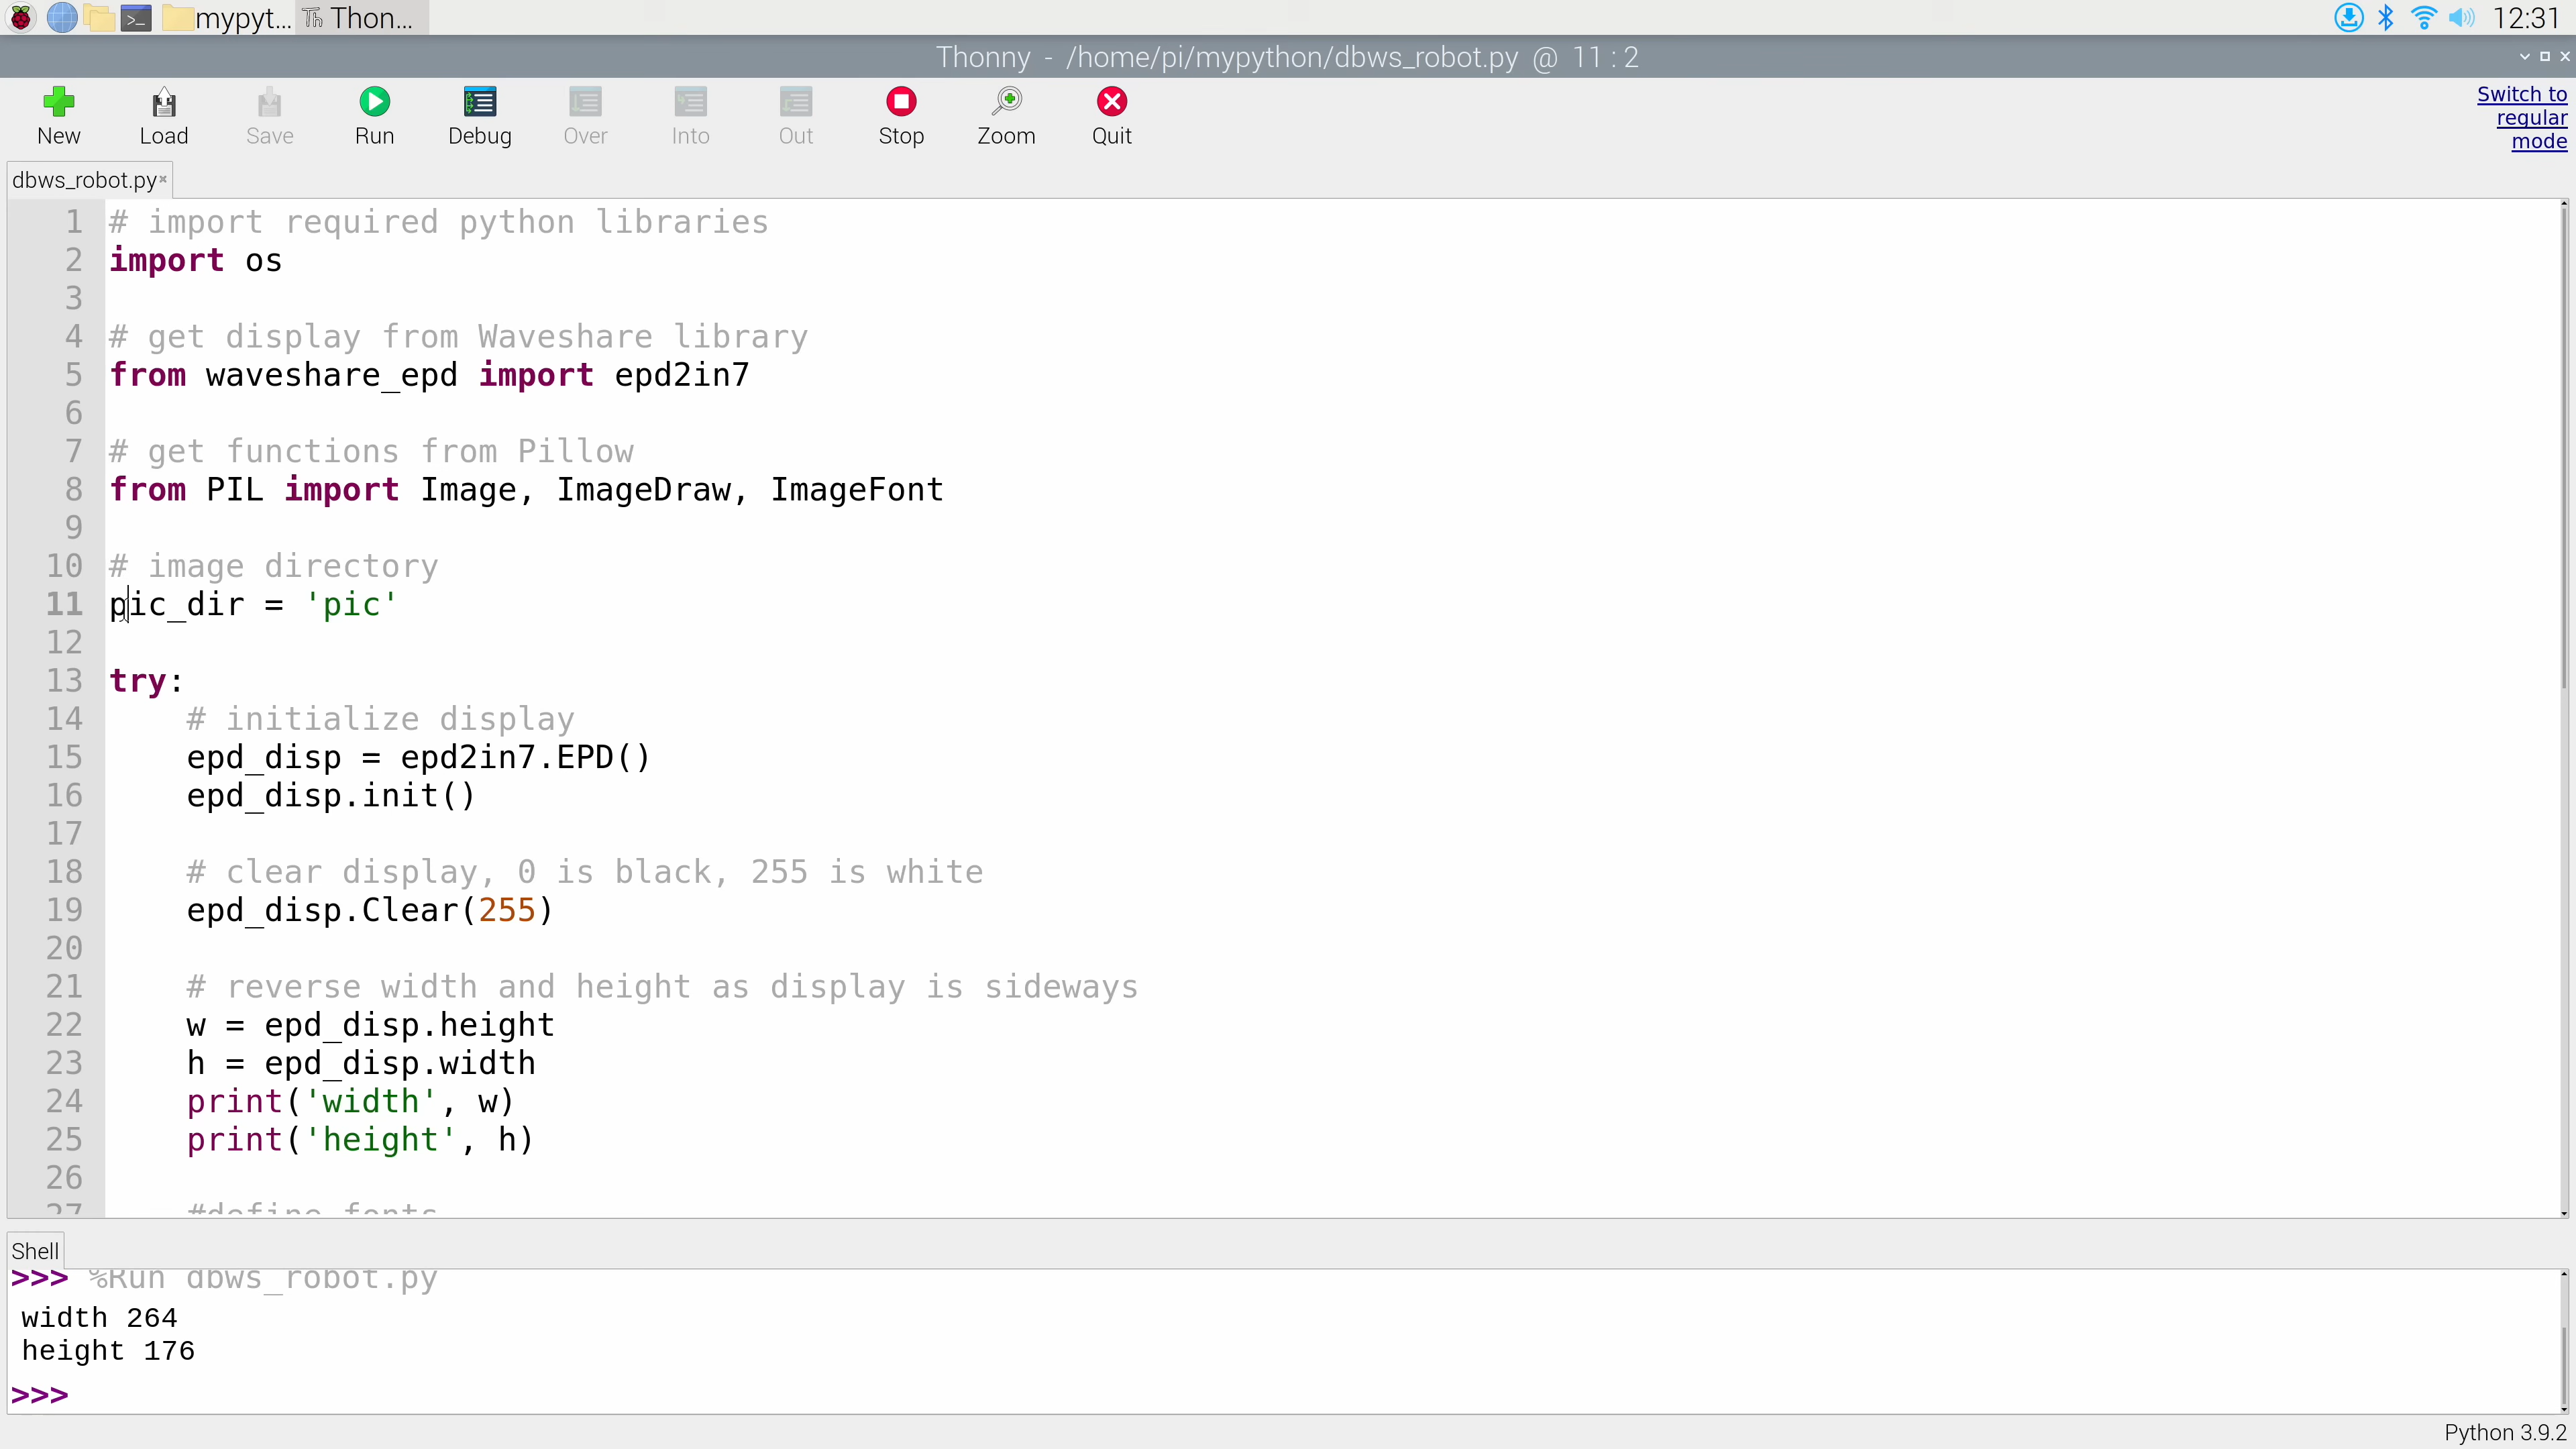 mypyt... Thon... 12:31
Thonny - /home/pi/mypython/dbws_robot.py @ 11 : 2
New Load Save Run Debug Over Into Out Stop Zoom Quit
Switch to
regular
mode
dbws_robot.py
1 # import required python libraries
2 import os
3
4 # get display from Waveshare library
5 from waveshare_epd import epd2in7
6
7 # get functions from Pillow
8 from PIL import Image, ImageDraw, ImageFont
9
10 # image directory
11 pic_dir = 'pic'
12
13 try:
14     # initialize display
15     epd_disp = epd2in7.EPD()
16     epd_disp.init()
17
18     # clear display, 0 is black, 255 is white
19     epd_disp.Clear(255)
20
21     # reverse width and height as display is sideways
22     w = epd_disp.height
23     h = epd_disp.width
24     print('width', w)
25     print('height', h)
26
27     #define fonts
Shell
>>> %Run dbws_robot.py
width 264
height 176
>>>
Python 3.9.2